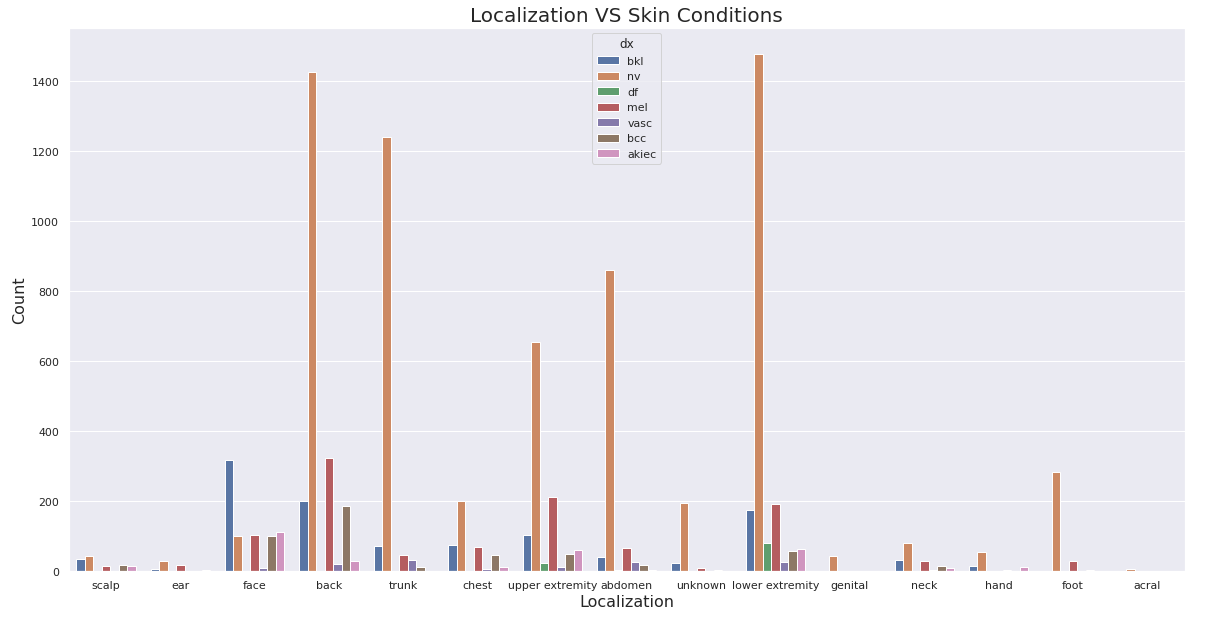 Localization VS Skin Conditions
dx
bkl
nv
df
mel
vasc
bcc
akiec
Count
1400
1200
1000
800
600
400
200
0
scalp ear face back trunk chest upper extremity abdomen unknown lower extremity genital neck hand foot acral
Localization